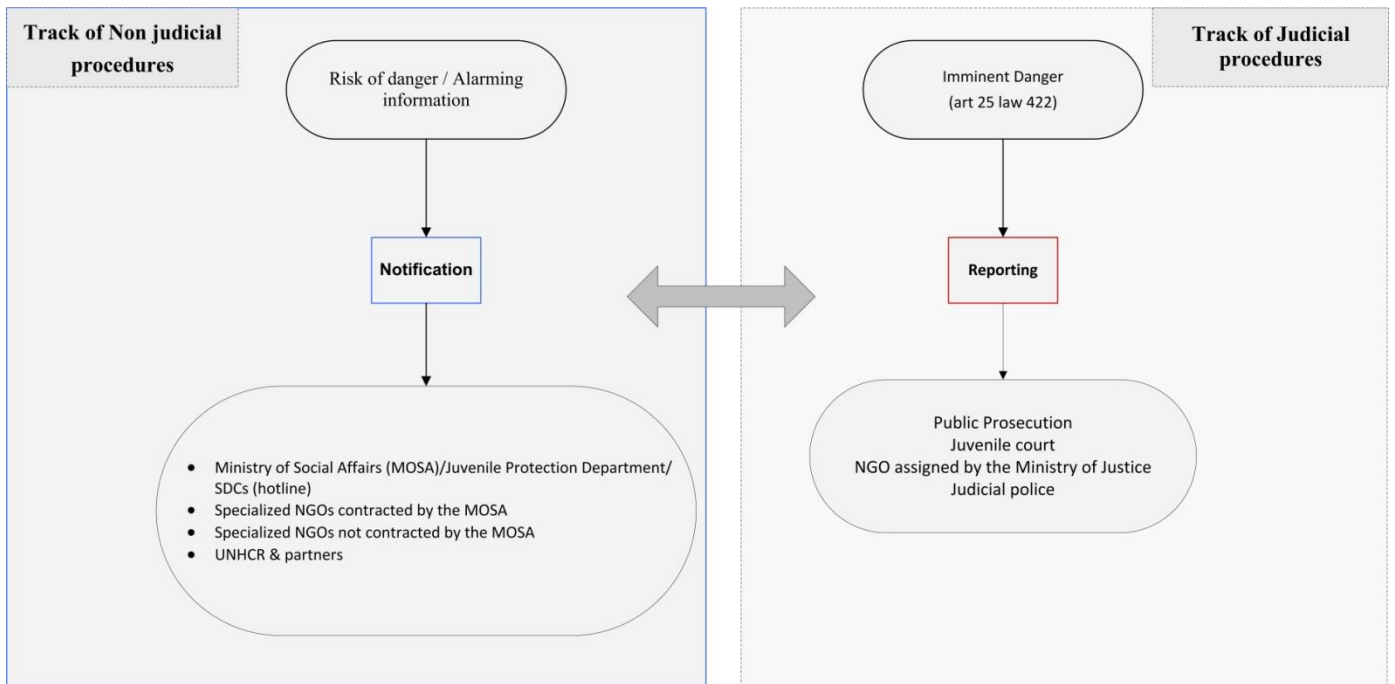 Track of Non judicial
procedures
Risk of danger / Alarming
information
Notification
● Ministry of Social Affairs (MOSA)/Juvenile Protection Department/
SDCs (hotline)
● Specialized NGOs contracted by the MOSA
● Specialized NGOs not contracted by the MOSA
● UNHCR & partners
Track of Judicial
procedures
Imminent Danger
(art 25 law 422)
Reporting
Public Prosecution
Juvenile court
NGO assigned by the Ministry of Justice
Judicial police